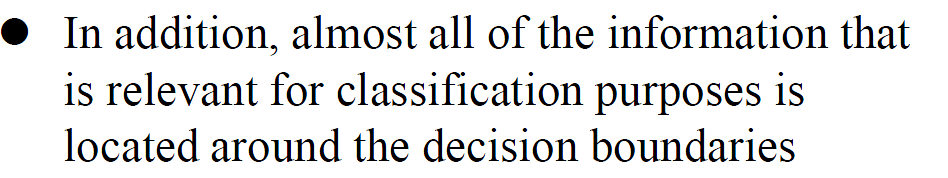 ● In addition, almost all of the information that
is relevant for classification purposes is
located around the decision boundaries